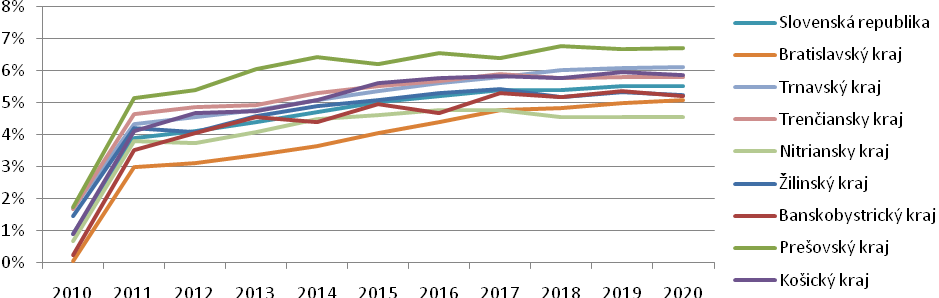 8%
7%
6%
5%
4%
3%
2%
1%
0%
2010 2011 2012 2013 2014 2015 2016 2017 2018 2019 2020
Slovenská republika
Bratislavský kraj
Trnavský kraj
Trenčiansky kraj
Nitriansky kraj
Žilinský kraj
Banskobystrický kraj
Prešovský kraj
Košický kraj